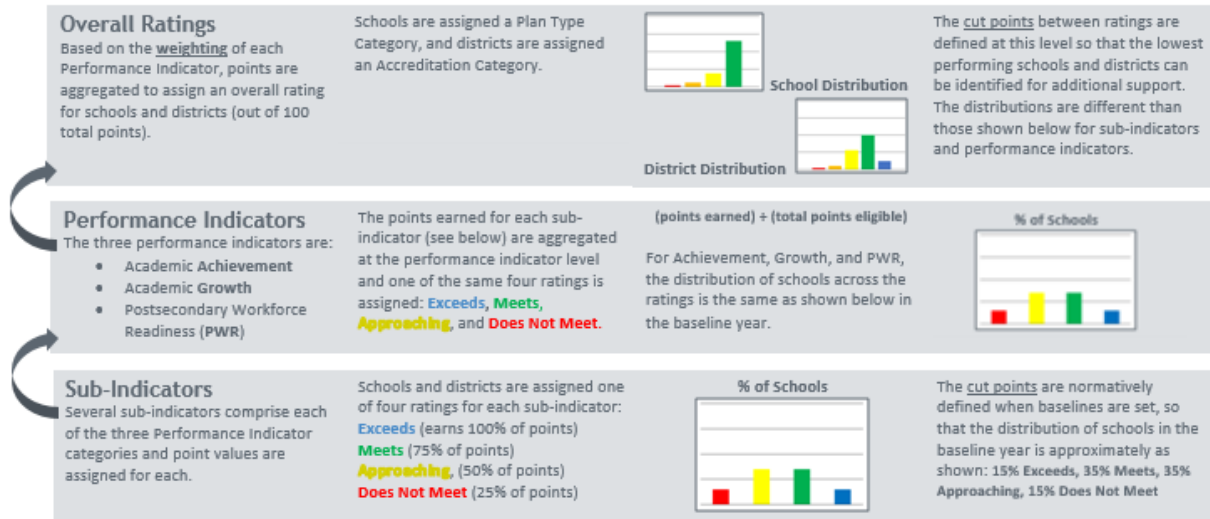 Overall Ratings
Based on the weighting of each
Performance Indicator, points are
aggregated to assign an overall rating
for schools and districts (out of 100
total points).
Schools are assigned a Plan Type
Category, and districts are assigned
an Accreditation Category.
School Distribution
District Distribution
The cut points between ratings are
defined at this level so that the lowest
performing schools and districts can
be identified for additional support.
The distributions are different than
those shown below for sub-indicators
and performance indicators.
Performance Indicators
The three performance indicators are:
• Academic Achievement
• Academic Growth
• Postsecondary Workforce
Readiness (PWR)
The points earned for each sub-
indicator (see below) are aggregated
at the performance indicator level
and one of the same four ratings is
assigned: Exceeds, Meets,
Approaching, and Does Not Meet.
(points earned) ÷ (total points eligible)
For Achievement, Growth, and PWR,
the distribution of schools across the
ratings is the same as shown below in
the baseline year.
% of Schools
Sub-Indicators
Several sub-indicators comprise each
of the three Performance Indicator
categories and point values are
assigned for each.
Schools and districts are assigned one
of four ratings for each sub-indicator:
Exceeds (earns 100% of points)
Meets (75% of points)
Approaching, (50% of points)
Does Not Meet (25% of points)
% of Schools
The cut points are normatively
defined when baselines are set, so
that the distribution of schools in the
baseline year is approximately as
shown: 15% Exceeds, 35% Meets, 35%
Approaching, 15% Does Not Meet